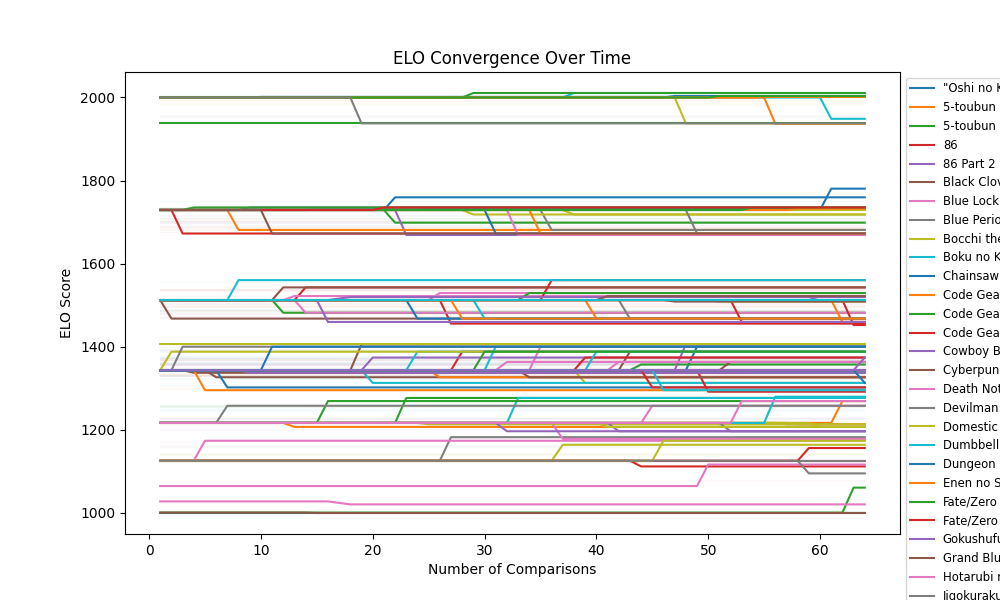 ELO Convergence Over Time
ELO Score
2000
1800
1600
1400
1200
1000
0
10
20
30
40
50
60
Number of Comparisons
"Oshi no K
5-toubun
5-toubun
86
86 Part 2
Black Clov
Blue Lock
Blue Perio
Bocchi the
Boku no K
Chainsaw
Code Gea
Code Gea
Code Gea
Cowboy B
Cyberpun
Death Not
Devilman
Domestic
Dumbbell
Dungeon
Enen no S
Fate/Zero
Fate/Zero
Gokushufu
Grand Blu
Hotarubi n
Jigokuraku